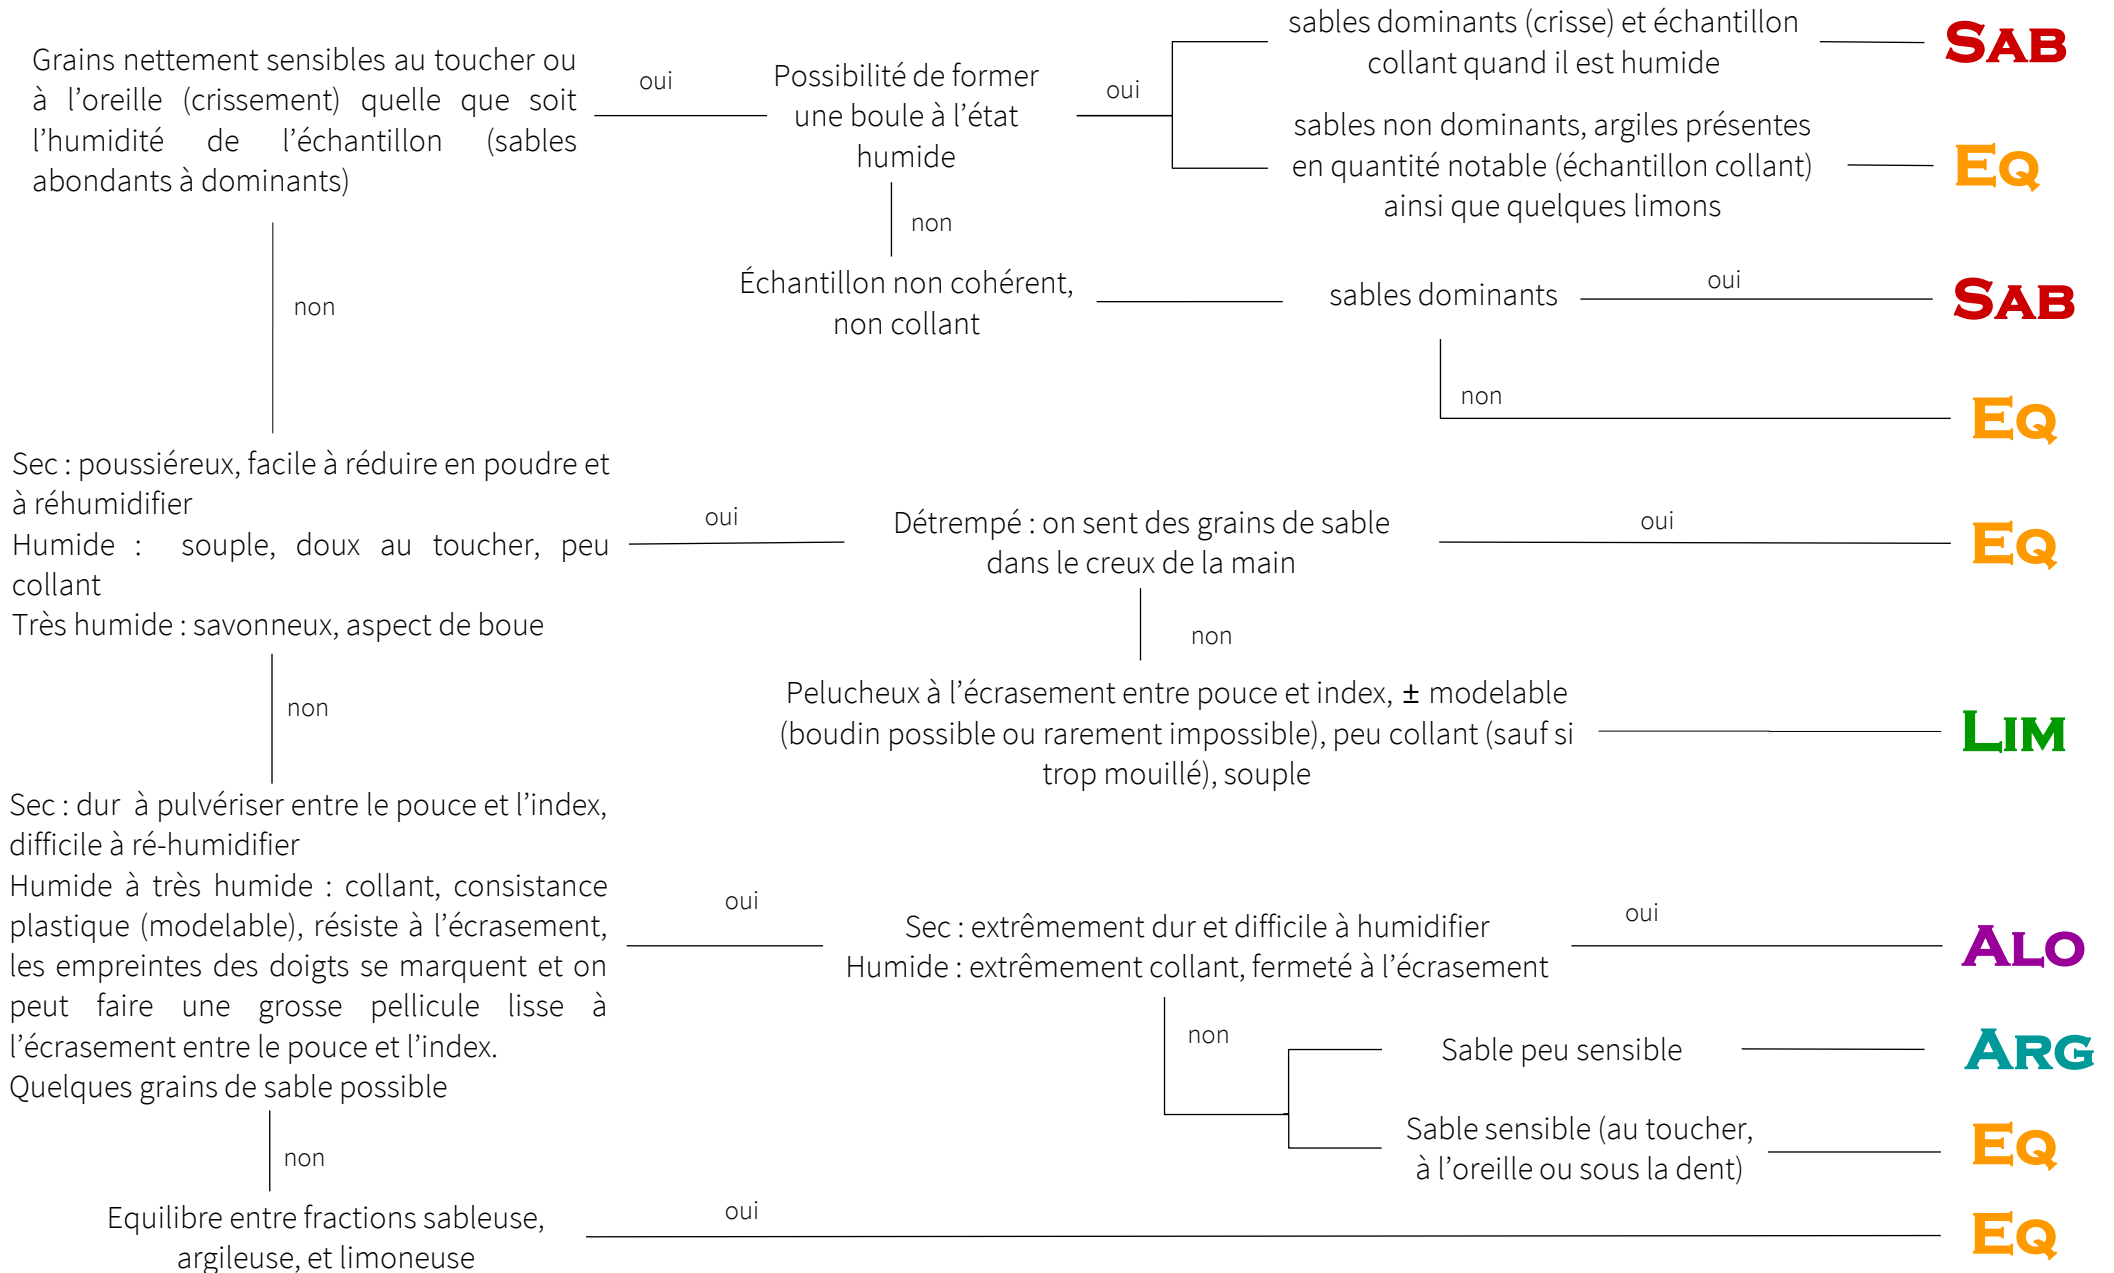 Grains nettement sensibles au toucher ou
à l’oreille (crissement) quelle que soit
l’humidité de l’échantillon (sables
abondants à dominants)
oui
Possibilité de former
une boule à l’état
humide
oui
sables dominants (crisse) et échantillon
collant quand il est humide
SAB
sables non dominants, argiles présentes
en quantité notable (échantillon collant)
ainsi que quelques limons
EQ
non
Échantillon non cohérent,
non collant
sables dominants
oui
SAB
non
EQ
non
Sec : poussiéreux, facile à réduire en poudre et
à réhumidifier
Humide : souple, doux au toucher, peu
collant
Très humide : savonneux, aspect de boue
oui
Détrempé : on sent des grains de sable
dans le creux de la main
oui
EQ
non
Pelucheux à l’écrasement entre pouce et index, ± modelable
(boudin possible ou rarement impossible), peu collant (sauf si
trop mouillé), souple
LIM
non
Sec : dur à pulvériser entre le pouce et l’index,
difficile à ré-humidifier
Humide à très humide : collant, consistance
plastique (modelable), résiste à l’écrasement,
les empreintes des doigts se marquent et on
peut faire une grosse pellicule lisse à
l’écrasement entre le pouce et l’index.
Quelques grains de sable possible
oui
Sec : extrêmement dur et difficile à humidifier
Humide : extrêmement collant, fermeté à l’écrasement
oui
ALO
non
Sable peu sensible
ARG
Sable sensible (au toucher,
à l’oreille ou sous la dent)
EQ
non
Equilibre entre fractions sableuse,
argileuse, et limoneuse
oui
EQ